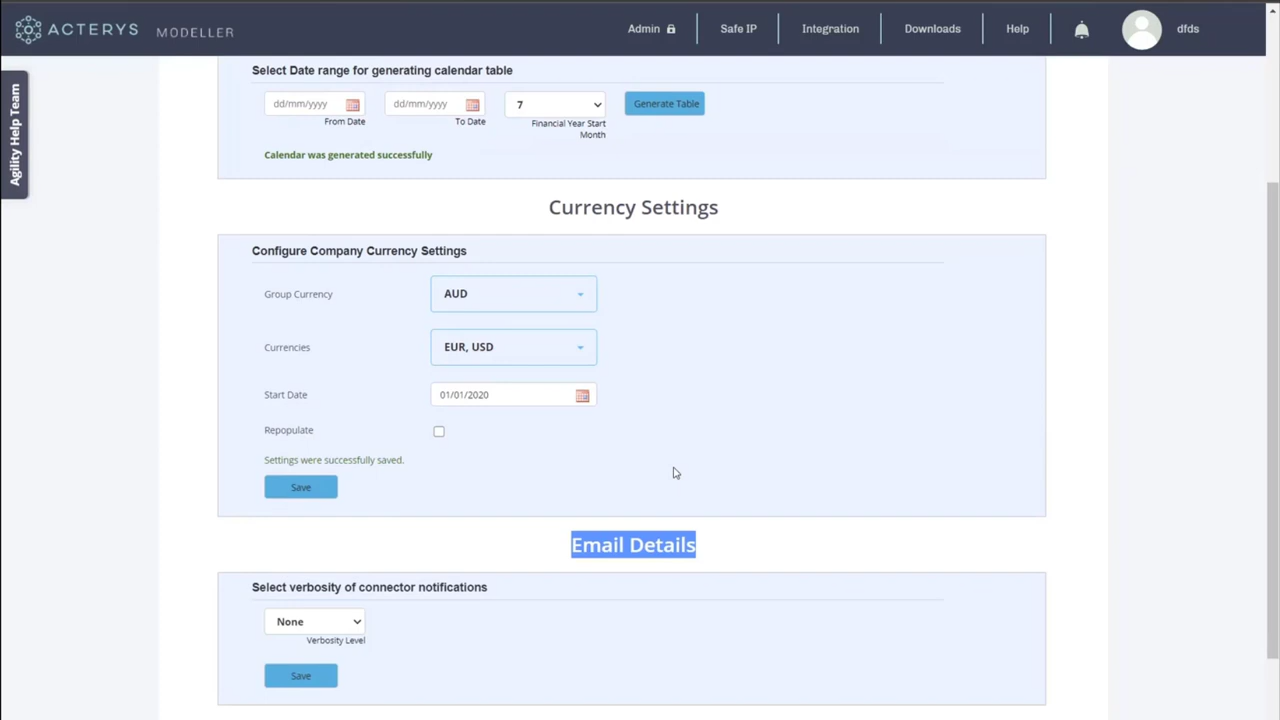 ACTERYS MODELLER
Admin
Safe IP
Integration
Downloads
Help
dfds
Agility Help Team
Select Date range for generating calendar table
dd/mm/yyyy
dd/mm/yyyy
7
Generate Table
From Date
To Date
Financial Year Start
Month
Calendar was generated successfully
Currency Settings
Configure Company Currency Settings
Group Currency
AUD
Currencies
EUR, USD
Start Date
01/01/2020
Repopulate
Settings were successfully saved.
Save
Email Details
Select verbosity of connector notifications
None
Verbosity Level
Save